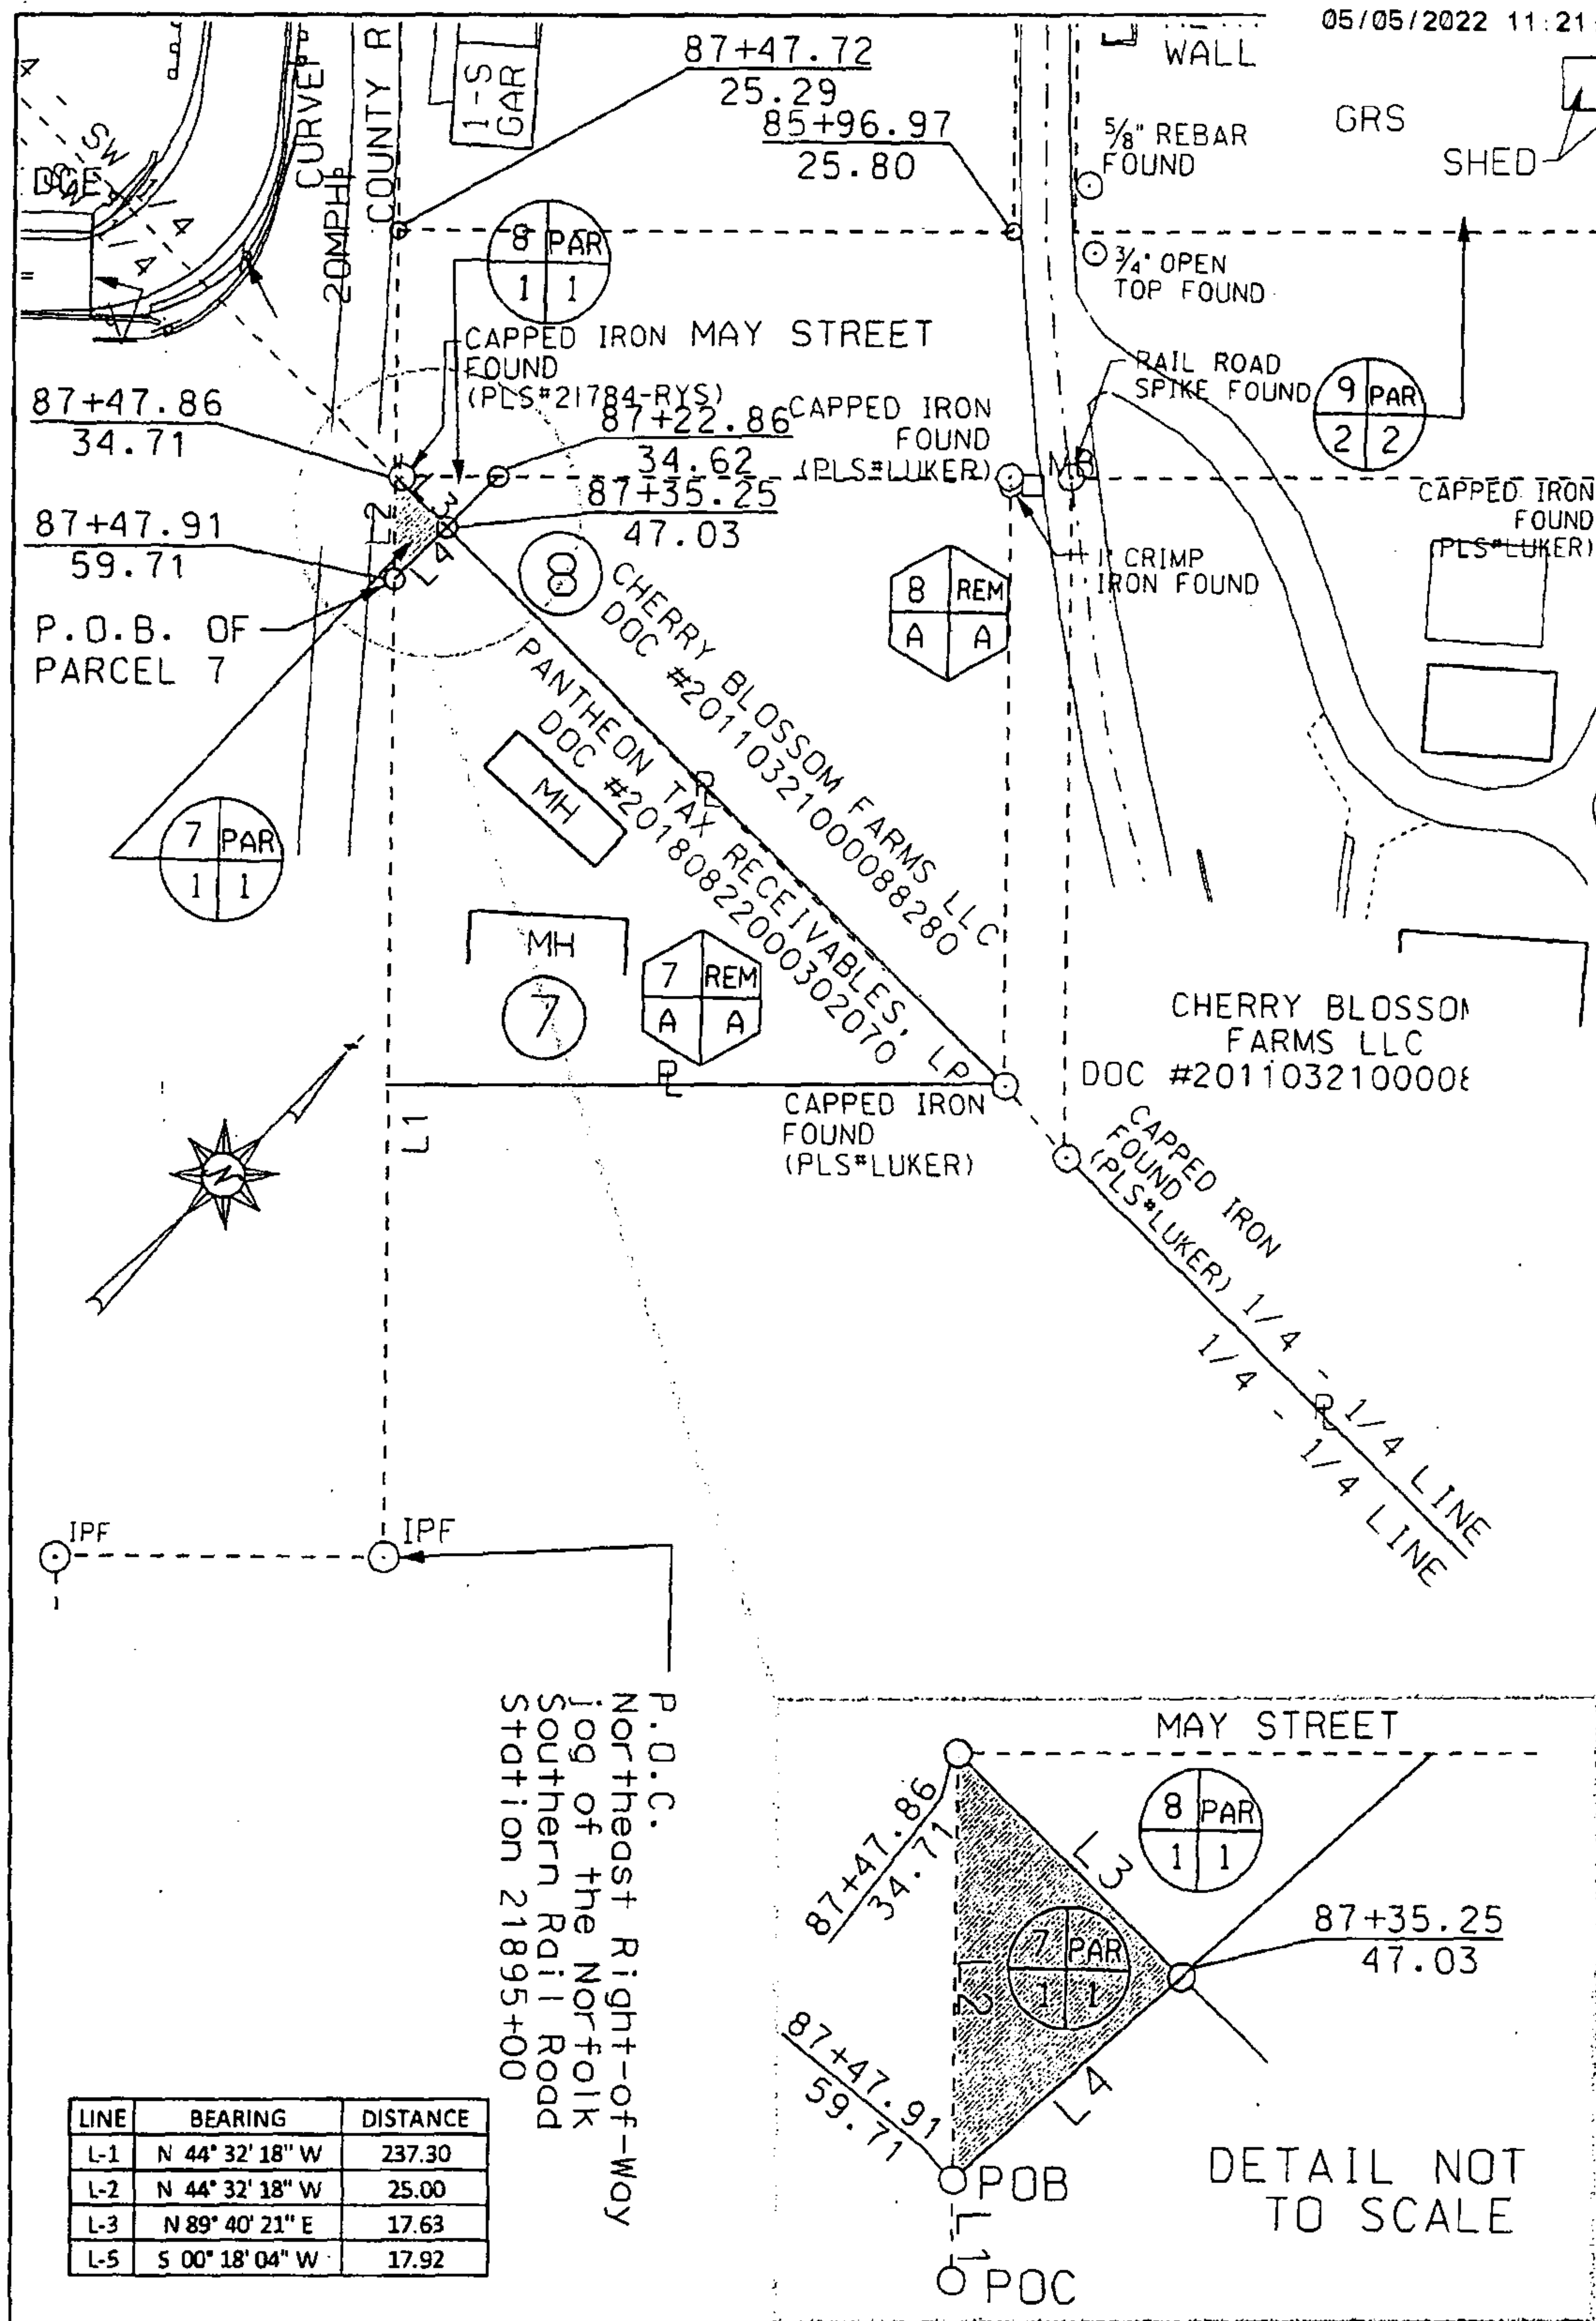 05/05/2022 11:21
87+47.72
25.29
85+96.97
25.80
WALL
GRS
5/8" REBAR
FOUND
SHED
1-S
GAR
CURVE
20MPH
COUNTY R
SW 1/4
8 PAR
1 1
3/4" OPEN
TOP FOUND
CAPPED IRON
FOUND
(PLS#21784-RYS)
MAY STREET
RAIL ROAD
SPIKE FOUND
9 PAR
2 2
87+47.86
34.71
87+22.86
34.62
CAPPED IRON
FOUND
(PLS#LUKER)
MB
87+35.25
47.03
CAPPED IRON
FOUND
(PLS#LUKER)
87+47.91
59.71
L2
L3
L4
P.O.B. OF
PARCEL 7
8
8 REM
A A
1" CRIMP
IRON FOUND
CHERRY BLOSSOM FARMS LLC
DOC #20110321000088280
PANTHEON TAX RECEIVABLES, LP
DOC #20180822000302070
MH
7 PAR
1 1
MH
7
7 REM
A A
CHERRY BLOSSOM
FARMS LLC
DOC #201103210000
L1
CAPPED IRON
FOUND
(PLS#LUKER)
CAPPED IRON
FOUND
(PLS#LUKER)
1/4 - 1/4 LINE
1/4 - 1/4 LINE
IPF
IPF
P.O.C.
Northeast Right-of-Way
jog of the Norfolk
Southern Rail Road
Station 21895+00
MAY STREET
87+47.86
34.71
L3
8 PAR
1 1
87+35.25
47.03
7 PAR
1 1
L2
87+47.91
59.71
L4
POB
L1
POC
DETAIL NOT
TO SCALE
LINE BEARING DISTANCE
L-1 N 44° 32' 18" W 237.30
L-2 N 44° 32' 18" W 25.00
L-3 N 89° 40' 21" E 17.63
L-5 S 00° 18' 04" W 17.92